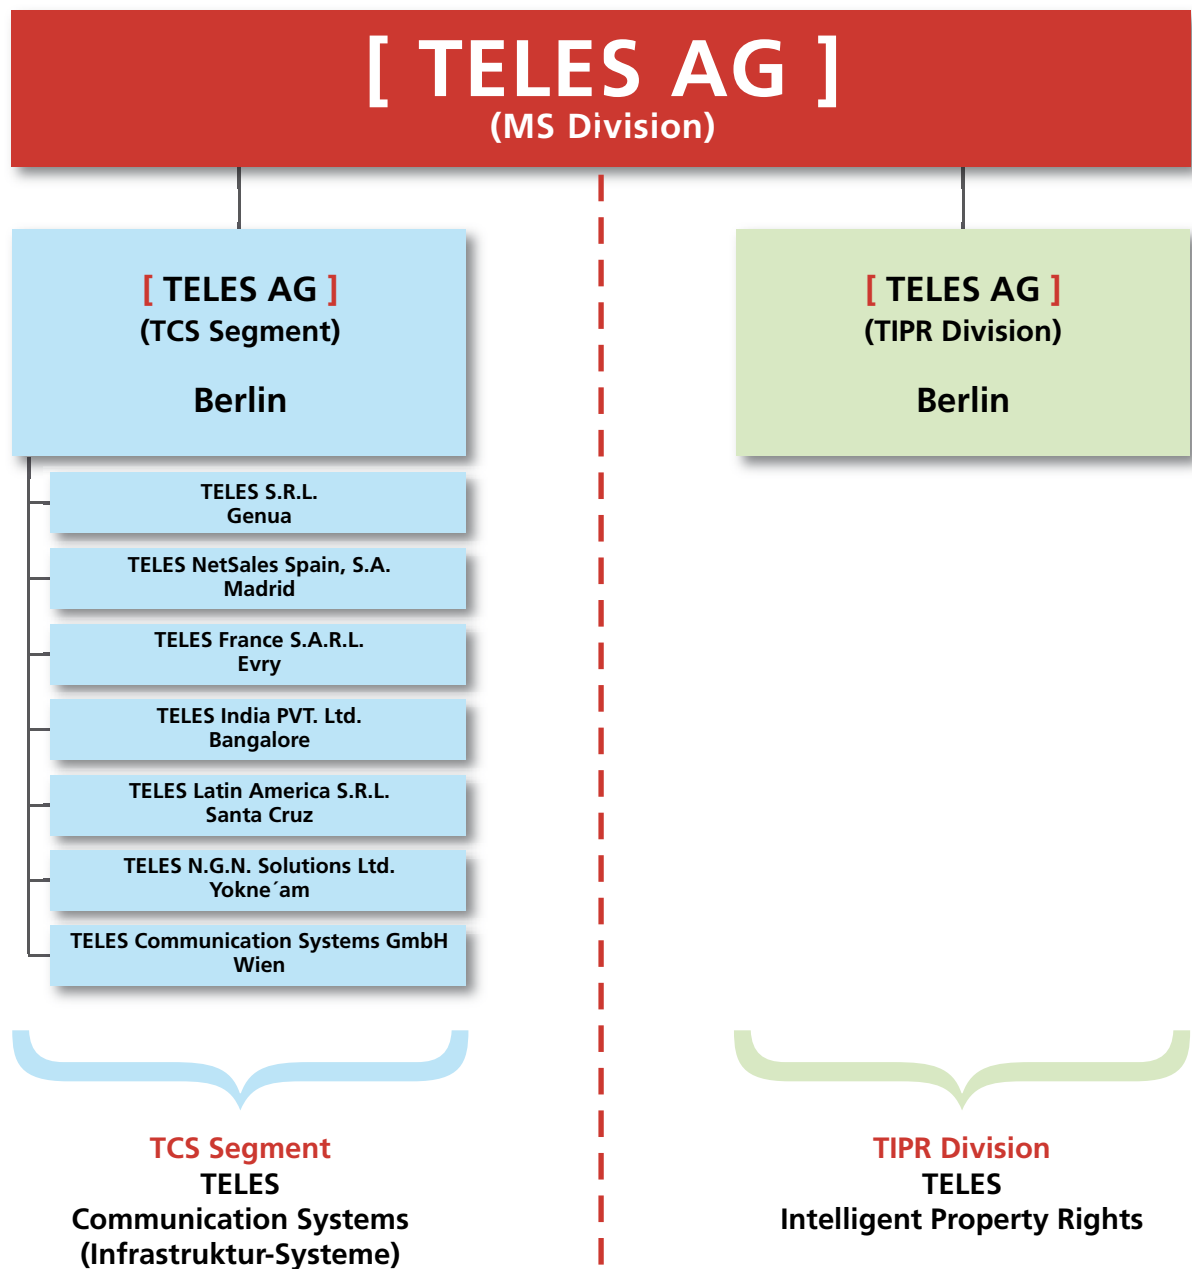 [ TELES AG ]
(MS Division)
[ TELES AG ]
(TCS Segment)
Berlin
TELES S.R.L.
Genua
TELES NetSales Spain, S.A.
Madrid
TELES France S.A.R.L.
Evry
TELES India PVT. Ltd.
Bangalore
TELES Latin America S.R.L.
Santa Cruz
TELES N.G.N. Solutions Ltd.
Yokne´am
TELES Communication Systems GmbH
Wien
TCS Segment
TELES
Communication Systems
(Infrastruktur-Systeme)
[ TELES AG ]
(TIPR Division)
Berlin
TIPR Division
TELES
Intelligent Property Rights